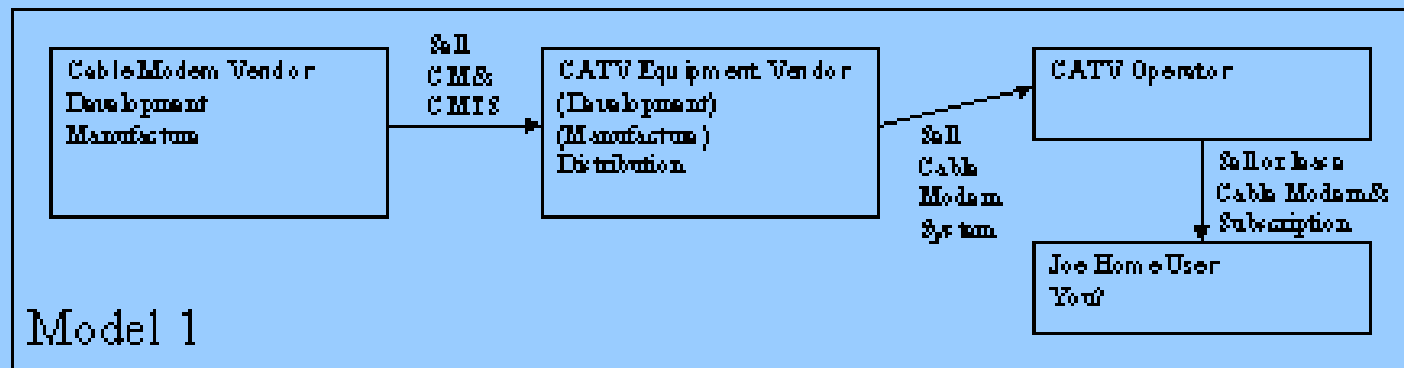 Cable Modem Vendor
Development
Manufacture
Sell
CM&
CMTS
CATV Equipment Vendor
(Development)
(Manufacture)
Distribution
Sell
Cable
Modem
System
CATV Operator
Sell or lease
Cable Modem&
Subscription
Joe Home User
You?
Model 1